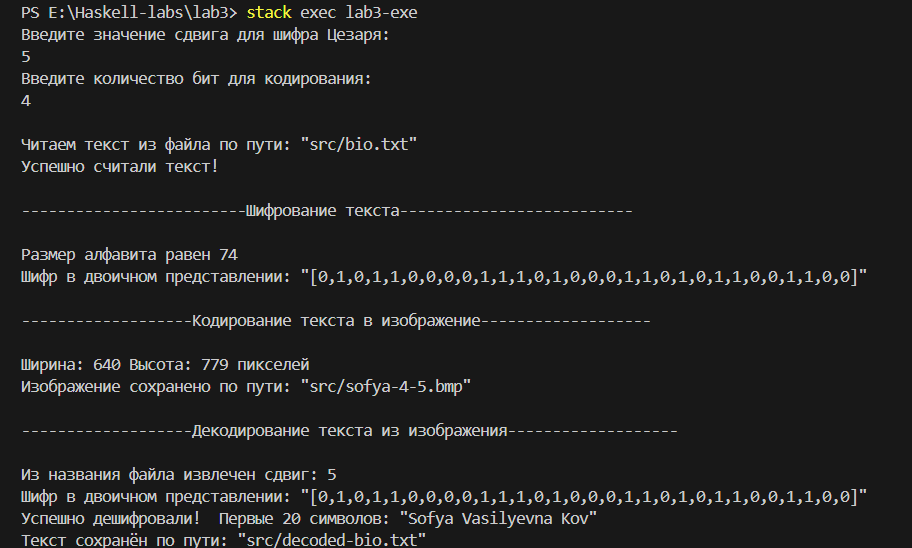 PS E:\Haskell-labs\lab3> stack exec lab3-exe
Введите значение сдвига для шифра Цезаря:
5
Введите количество бит для кодирования:
4
Читаем текст из файла по пути: "src/bio.txt"
Успешно считали текст!
-------------------------Шифрование текста--------------------------
Размер алфавита равен 74
Шифр в двоичном представлении: "[0,1,0,1,1,0,0,0,0,1,1,1,0,1,0,0,0,1,1,0,1,0,1,1,0,0,1,1,0,0]"
-------------------Кодирование текста в изображение-------------------
Ширина: 640 Высота: 779 пикселей
Изображение сохранено по пути: "src/sofya-4-5.bmp"
-------------------Декодирование текста из изображения-------------------
Из названия файла извлечен сдвиг: 5
Шифр в двоичном представлении: "[0,1,0,1,1,0,0,0,0,1,1,1,0,1,0,0,0,1,1,0,1,0,1,1,0,0,1,1,0,0]"
Успешно дешифровали!  Первые 20 символов: "Sofya Vasilyevna Kov"
Текст сохранён по пути: "src/decoded-bio.txt"